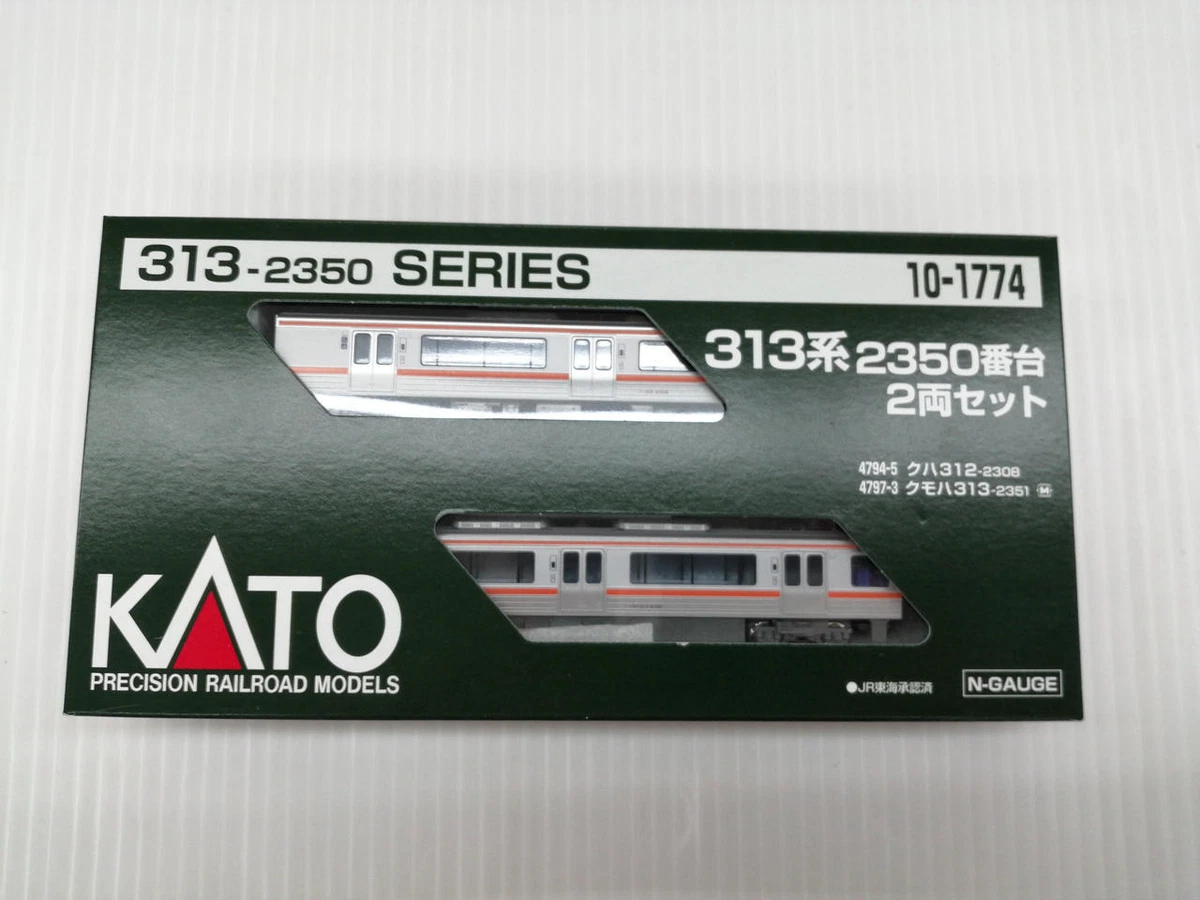 313-2350 SERIES
10-1774
313系2350番台
2両セット
4794-5 クハ312-2308
4797-3 クモハ313-2351 M
KATO
PRECISION RAILROAD MODELS
●JR東海承認済
N-GAUGE